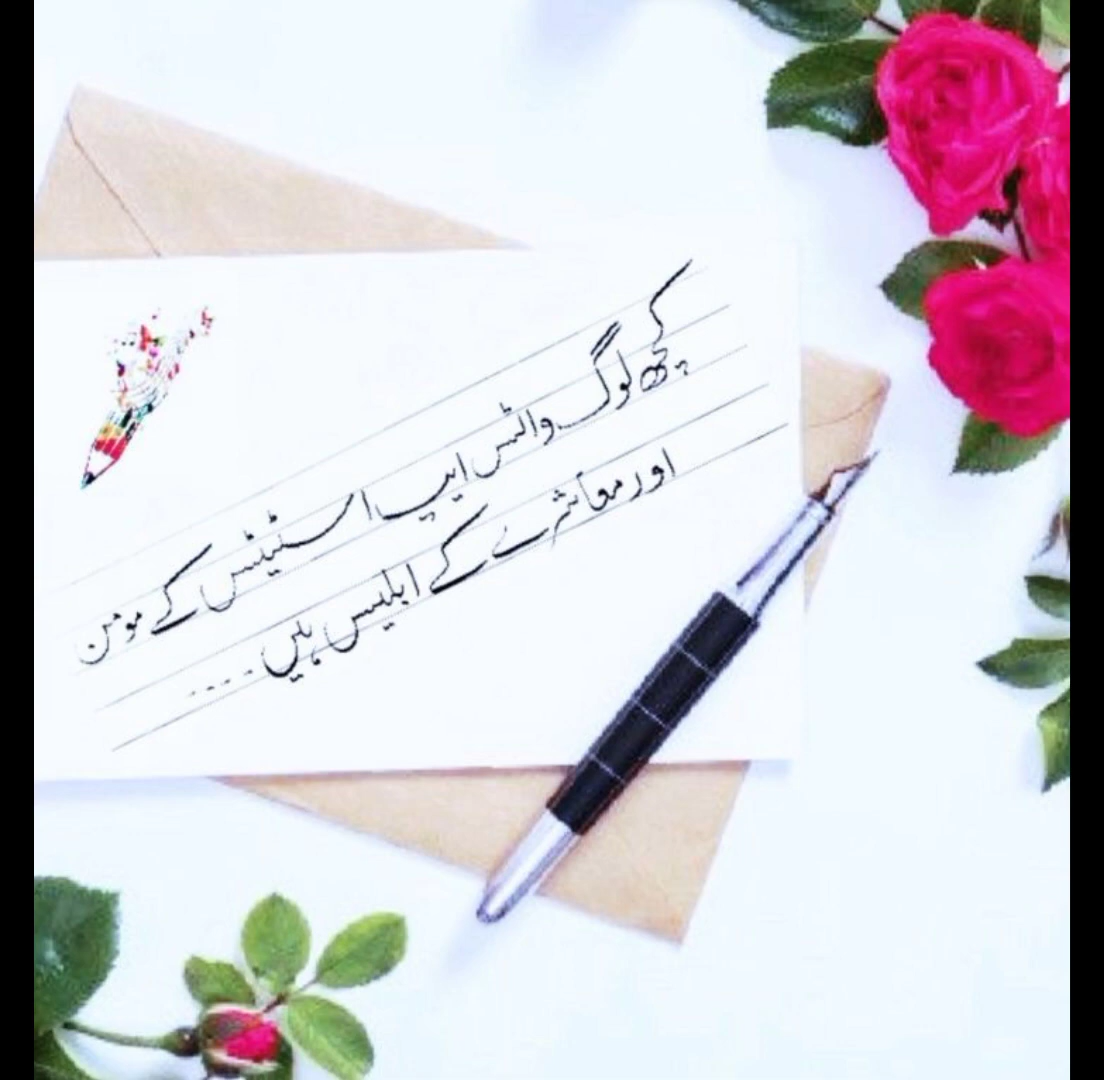 کچھ لوگ واٹس ایپ اسٹیٹس کے مومن
اور معاشرے کے ابلیس ہیں ....